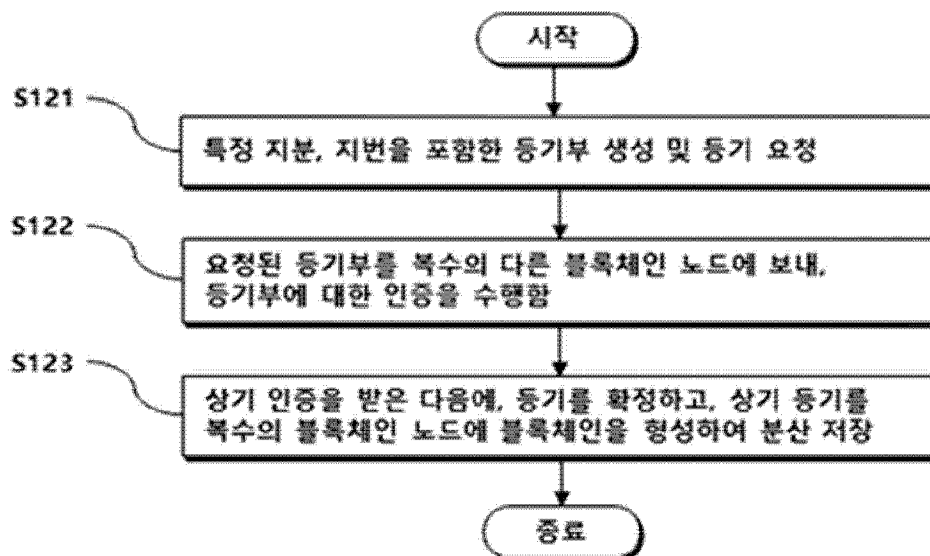 시작
S121
특정 지분, 지번을 포함한 등기부 생성 및 등기 요청
S122
요청된 등기부를 복수의 다른 블록체인 노드에 보내,
등기부에 대한 인증을 수행함
S123
상기 인증을 받은 다음에, 등기를 확정하고, 상기 등기를
복수의 블록체인 노드에 블록체인을 형성하여 분산 저장
종료